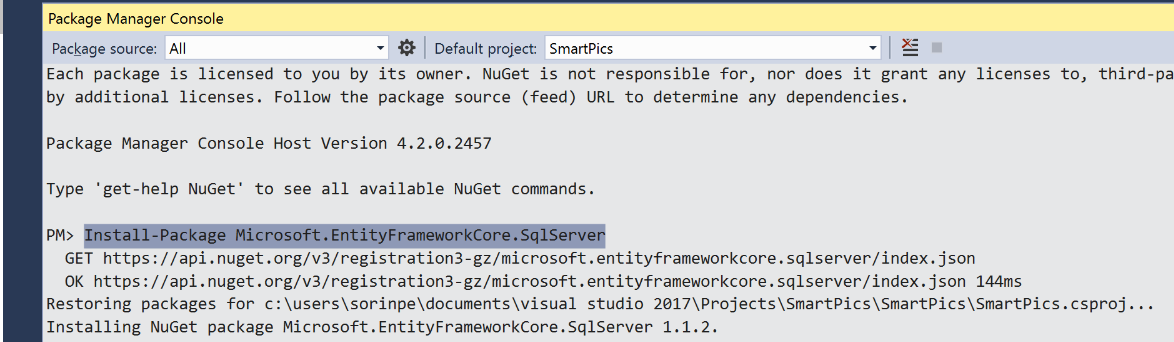 Package Manager Console
Package source: All Default project: SmartPics
Each package is licensed to you by its owner. NuGet is not responsible for, nor does it grant any licenses to, third-pa
by additional licenses. Follow the package source (feed) URL to determine any dependencies.
Package Manager Console Host Version 4.2.0.2457
Type 'get-help NuGet' to see all available NuGet commands.
PM> Install-Package Microsoft.EntityFrameworkCore.SqlServer
GET https://api.nuget.org/v3/registration3-gz/microsoft.entityframeworkcore.sqlserver/index.json
OK https://api.nuget.org/v3/registration3-gz/microsoft.entityframeworkcore.sqlserver/index.json 144ms
Restoring packages for c:\users\sorinpe\documents\visual studio 2017\Projects\SmartPics\SmartPics\SmartPics.csproj...
Installing NuGet package Microsoft.EntityFrameworkCore.SqlServer 1.1.2.